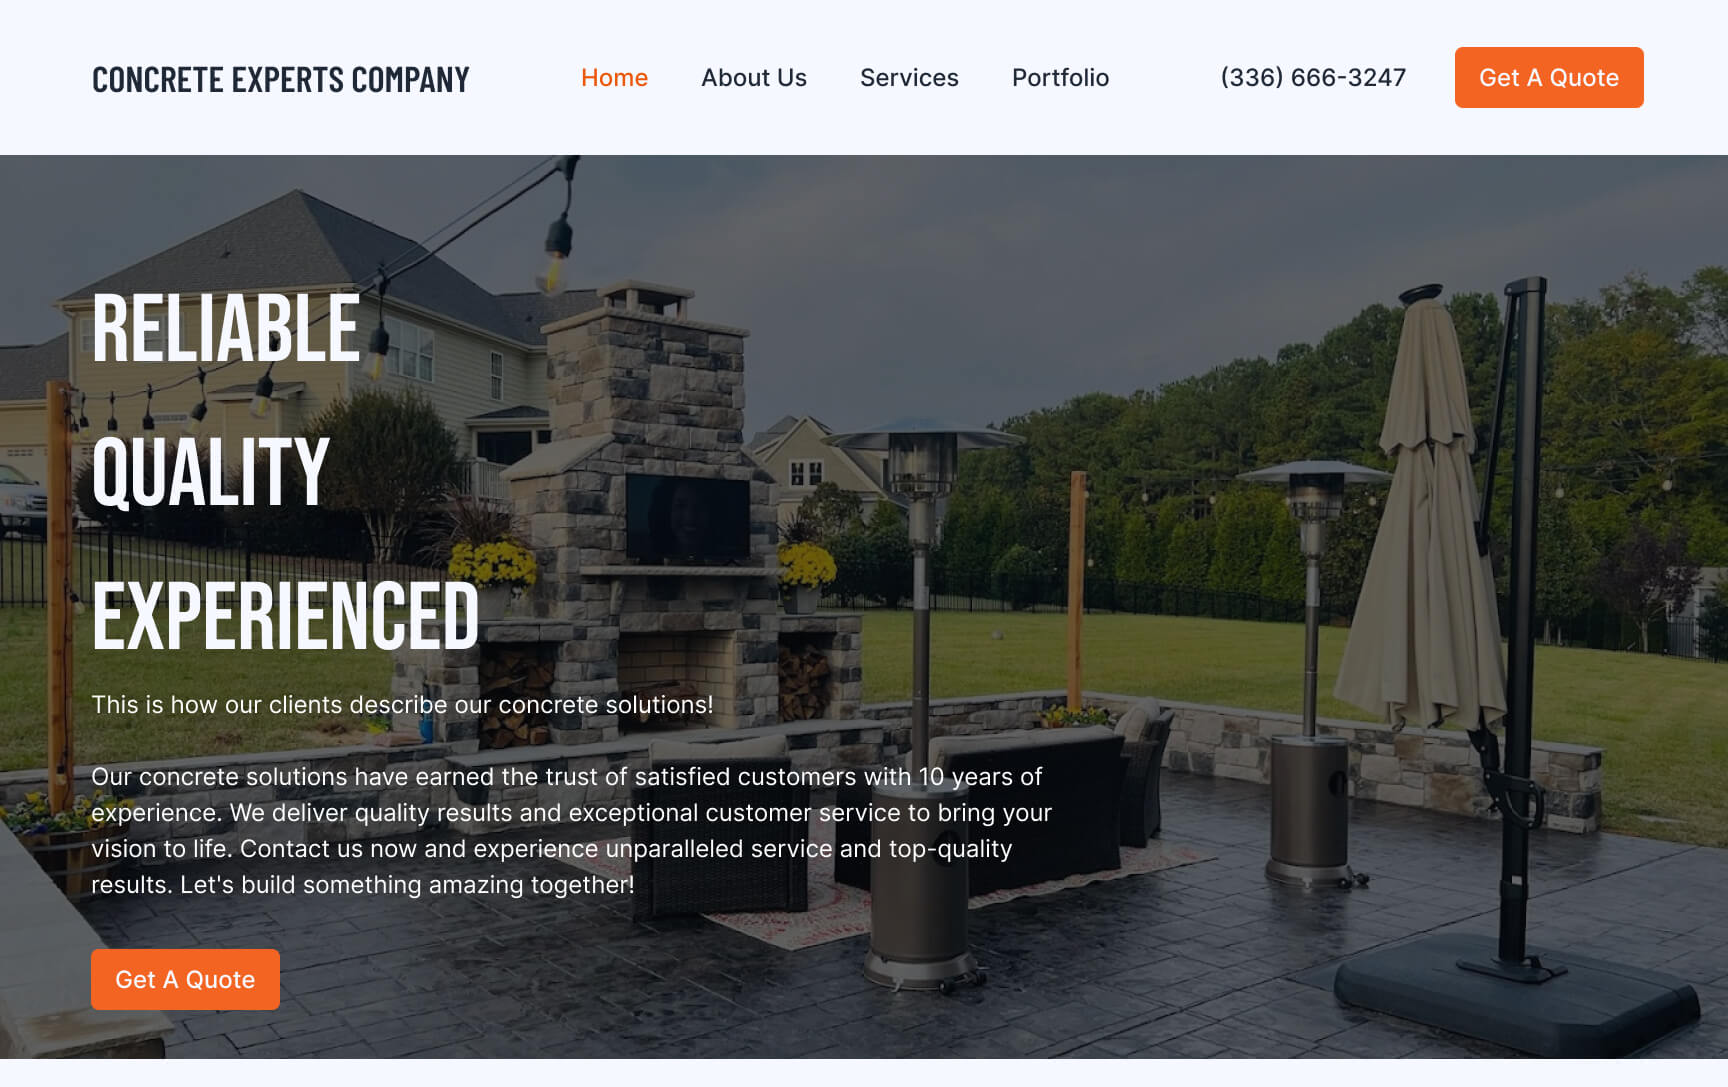 CONCRETE EXPERTS COMPANY
Home
About Us
Services
Portfolio
(336) 666-3247
Get A Quote
RELIABLE
QUALITY
EXPERIENCED
This is how our clients describe our concrete solutions!
Our concrete solutions have earned the trust of satisfied customers with 10 years of
experience. We deliver quality results and exceptional customer service to bring your
vision to life. Contact us now and experience unparalleled service and top-quality
results. Let's build something amazing together!
Get A Quote